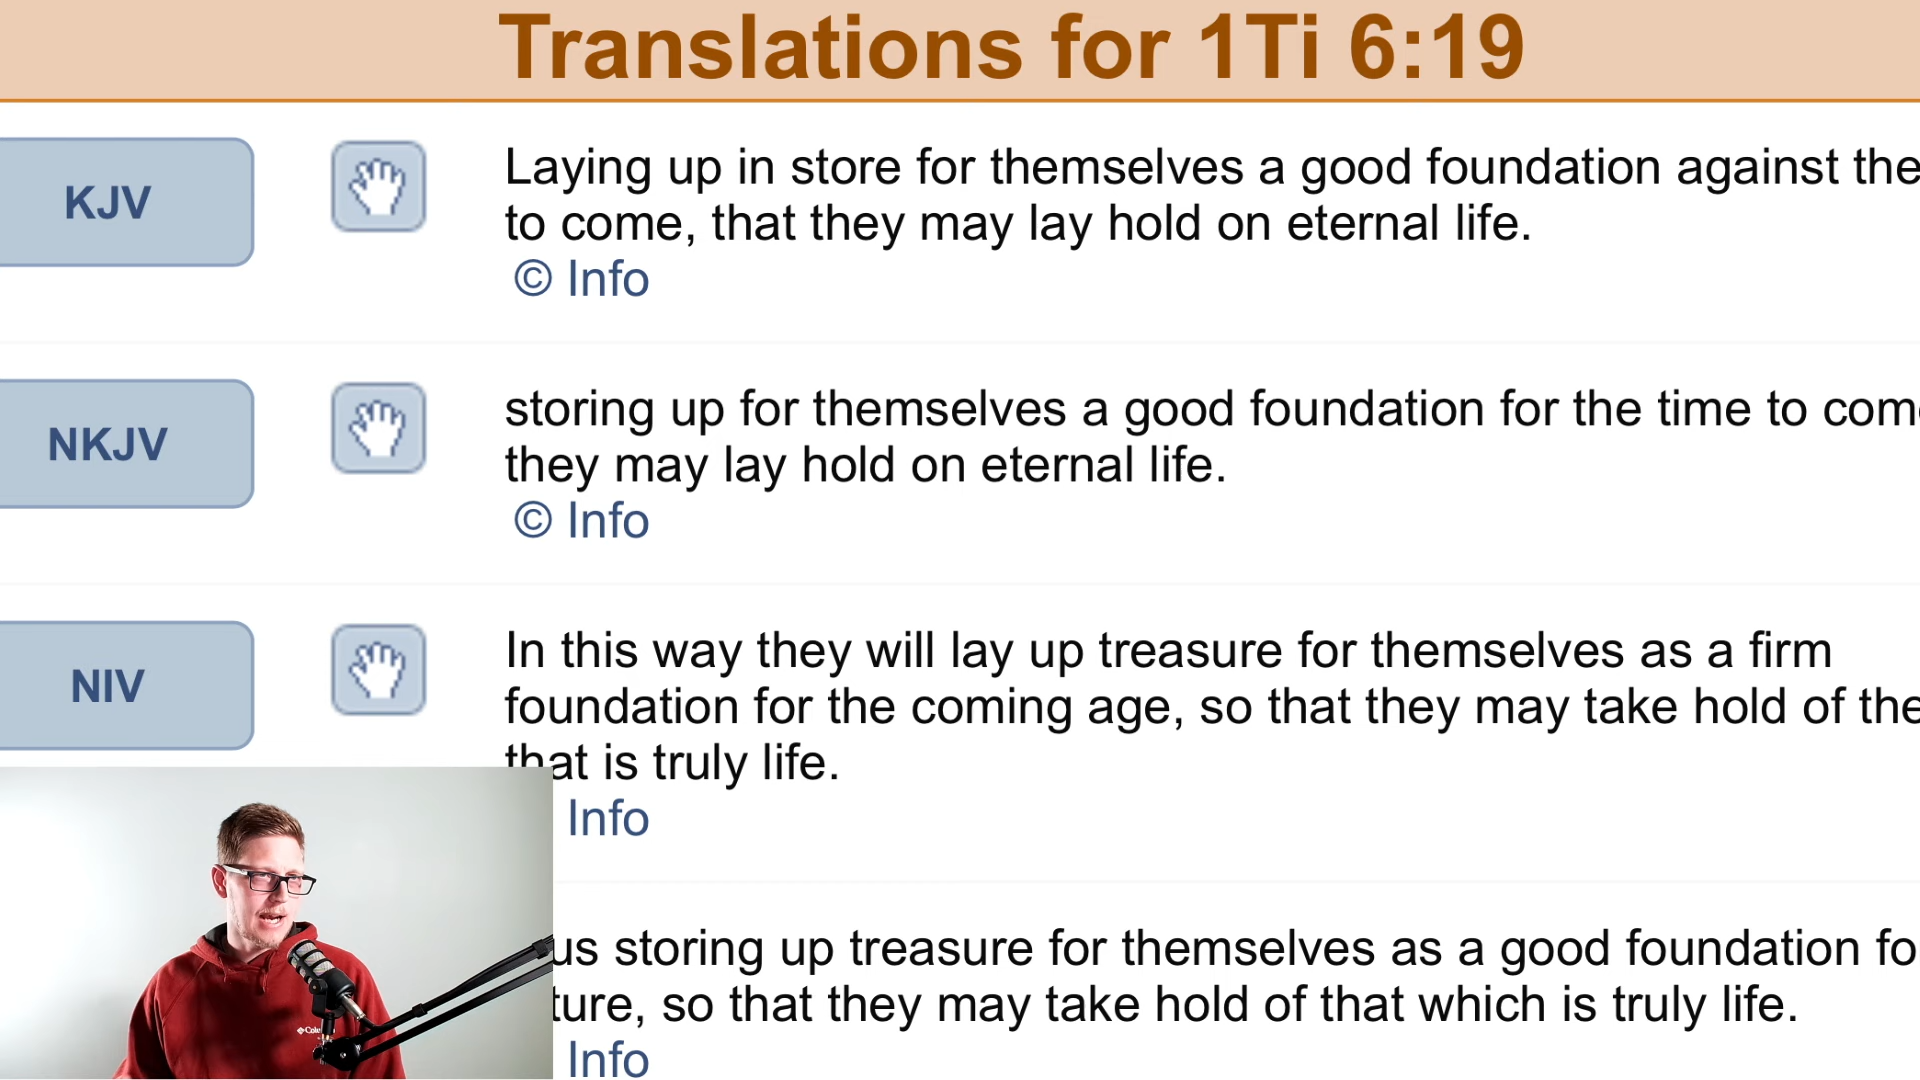 Translations for 1Ti 6:19
KJV
Laying up in store for themselves a good foundation against the
to come, that they may lay hold on eternal life.
© Info
NKJV
storing up for themselves a good foundation for the time to
they may lay hold on eternal life.
© Info
NIV
In this way they will lay up treasure for themselves as a firm
foundation for the coming age, so that they may take hold of the
that is truly life.
Info
storing up treasure for themselves as a good foundation
so that they may take hold of that which is truly life.
Info